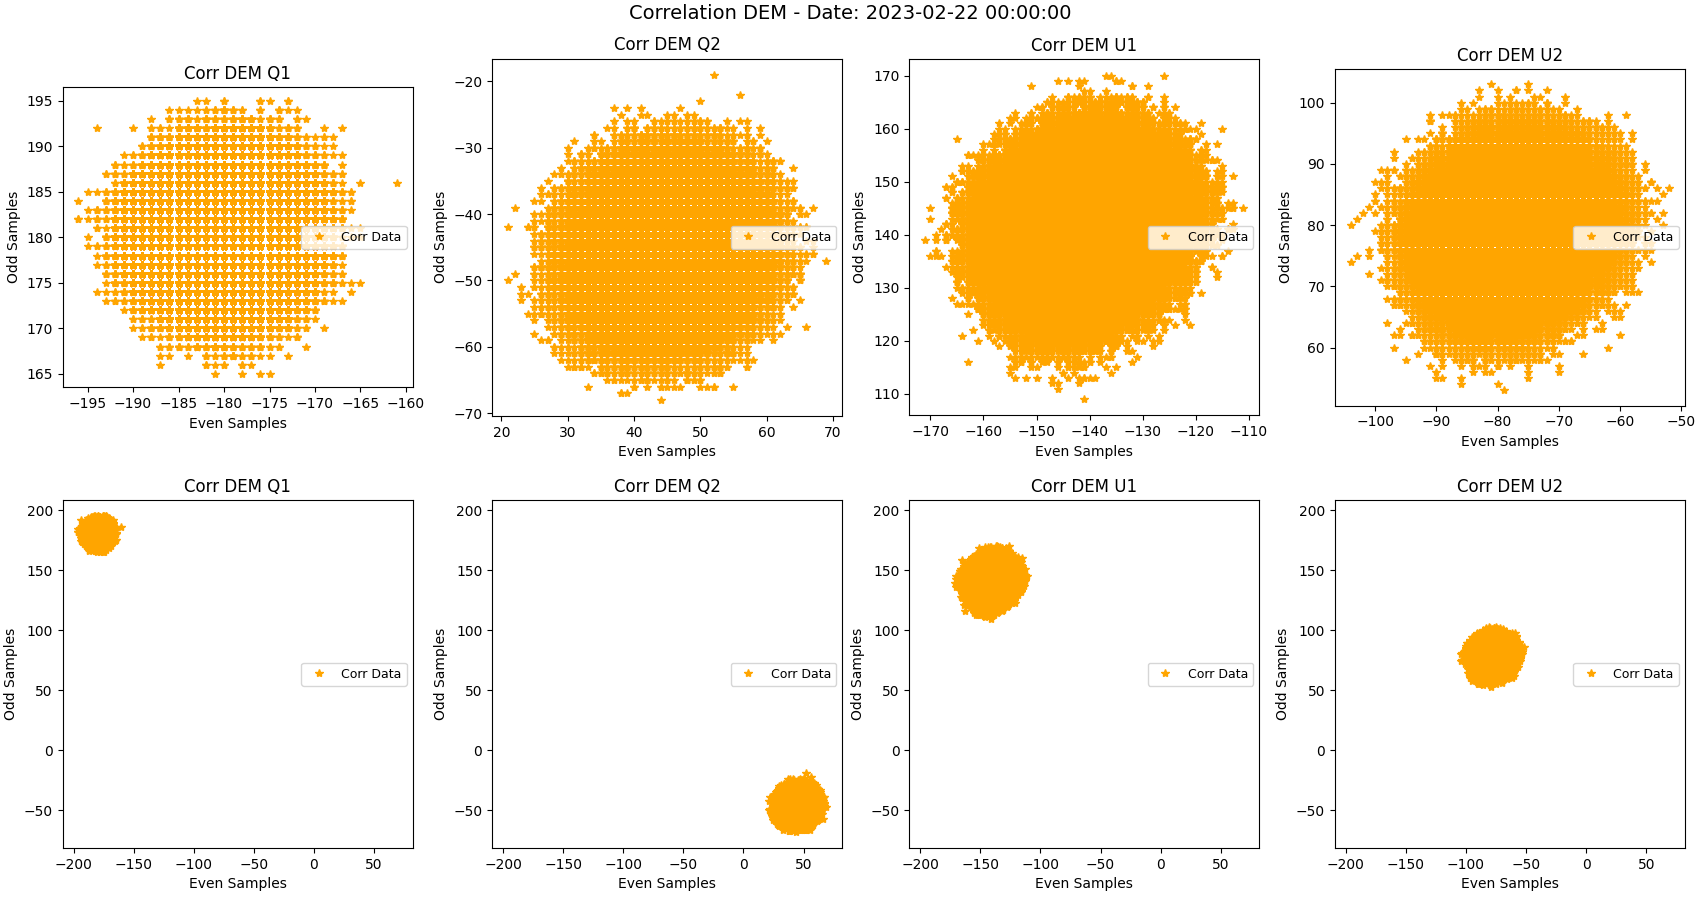 Correlation DEM - Date: 2023-02-22 00:00:00
Corr DEM Q1
195
190
185
180
175
170
165
Odd Samples
Corr Data
−195 −190 −185 −180 −175 −170 −165 −160
Even Samples
Corr DEM Q2
−20
−30
−40
−50
−60
−70
Odd Samples
Corr Data
20 30 40 50 60 70
Even Samples
Corr DEM U1
170
160
150
140
130
120
110
Odd Samples
Corr Data
−170 −160 −150 −140 −130 −120 −110
Even Samples
Corr DEM U2
100
90
80
70
60
Odd Samples
Corr Data
−100 −90 −80 −70 −60 −50
Even Samples
Corr DEM Q1
200
150
100
50
0
−50
Odd Samples
Corr Data
−200 −150 −100 −50 0 50
Even Samples
Corr DEM Q2
200
150
100
50
0
−50
Odd Samples
Corr Data
−200 −150 −100 −50 0 50
Even Samples
Corr DEM U1
200
150
100
50
0
−50
Odd Samples
Corr Data
−200 −150 −100 −50 0 50
Even Samples
Corr DEM U2
200
150
100
50
0
−50
Odd Samples
Corr Data
−200 −150 −100 −50 0 50
Even Samples